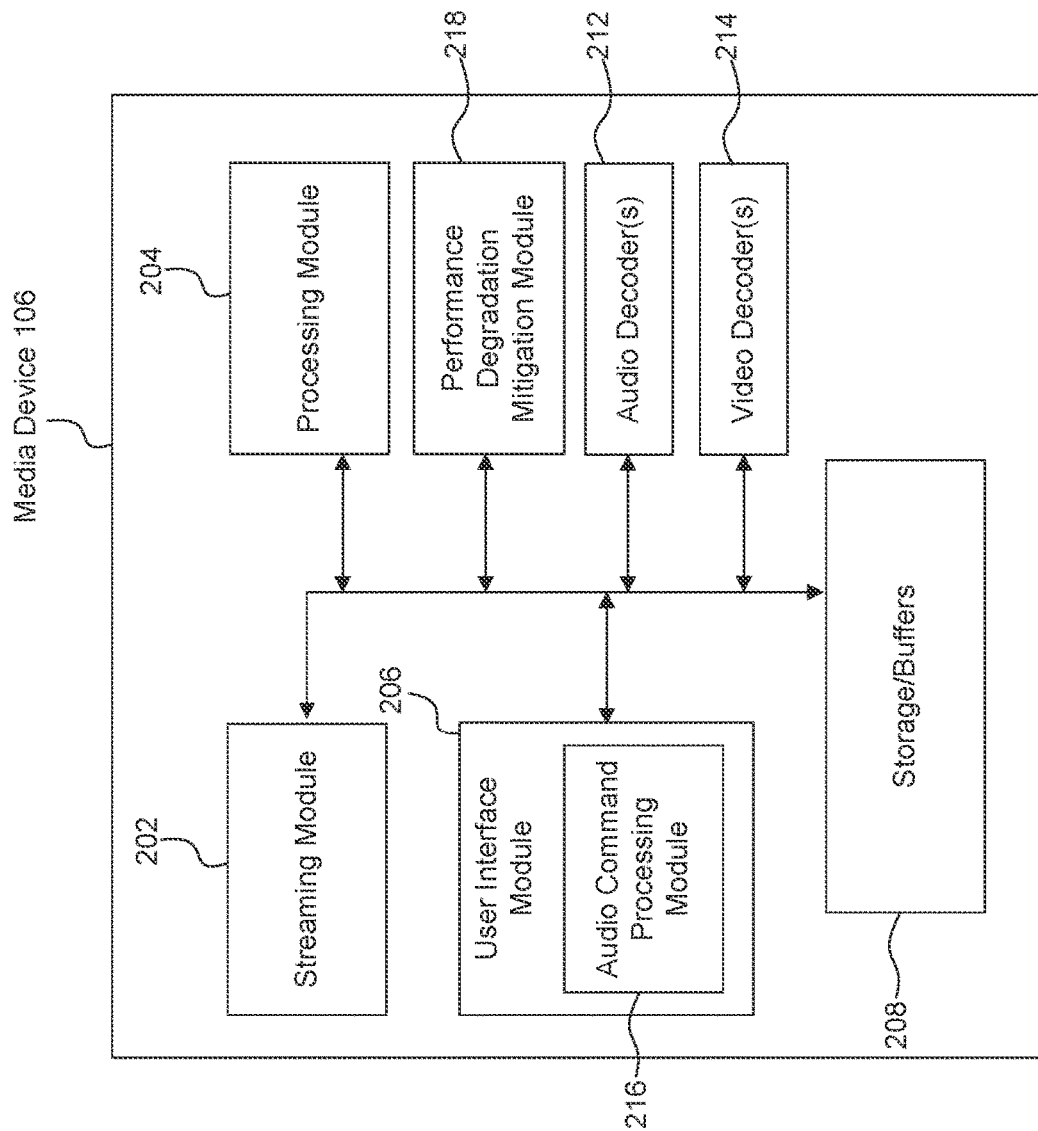 Media Device 106
202
Streaming Module
204
Processing Module
206
User Interface
Module
Audio Command
Processing
Module
216
218
Performance
Degradation
Mitigation Module
212
Audio Decoder(s)
214
Video Decoder(s)
Storage/Buffers
208